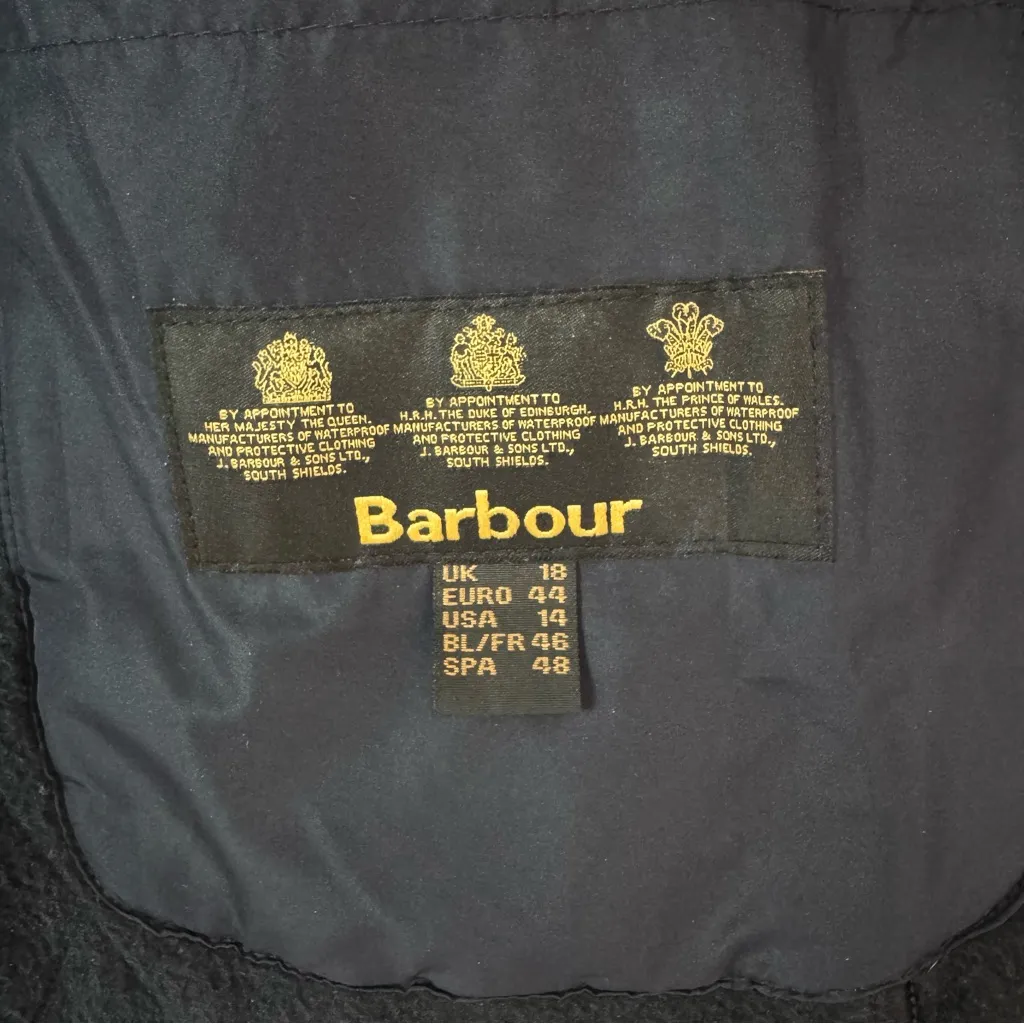 BY APPOINTMENT TO
HER MAJESTY THE QUEEN.
MANUFACTURERS OF WATERPROOF
AND PROTECTIVE CLOTHING
J. BARBOUR & SONS LTD.,
SOUTH SHIELDS.
BY APPOINTMENT TO
H.R.H. THE DUKE OF EDINBURGH.
MANUFACTURERS OF WATERPROOF
AND PROTECTIVE CLOTHING
J. BARBOUR & SONS LTD.,
SOUTH SHIELDS.
BY APPOINTMENT TO
H.R.H. THE PRINCE OF WALES.
MANUFACTURERS OF WATERPROOF
AND PROTECTIVE CLOTHING
J. BARBOUR & SONS LTD.,
SOUTH SHIELDS.
Barbour
UK 18
EURO 44
USA 14
BL/FR 46
SPA 48